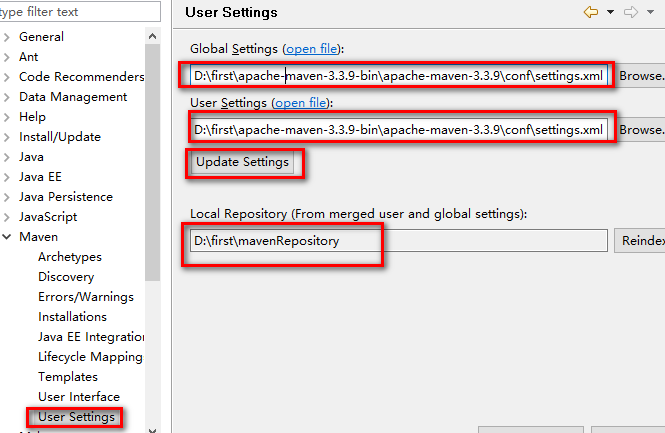 type filter text
General
Ant
Code Recommenders
Data Management
Help
Install/Update
Java
Java EE
Java Persistence
JavaScript
Maven
Archetypes
Discovery
Errors/Warnings
Installations
Java EE Integration
Lifecycle Mapping
Templates
User Interface
User Settings
User Settings
Global Settings (open file):
D:\first\apache-maven-3.3.9-bin\apache-maven-3.3.9\conf\settings.xml
Browse..
User Settings (open file):
D:\first\apache-maven-3.3.9-bin\apache-maven-3.3.9\conf\settings.xml
Browse..
Update Settings
Local Repository (From merged user and global settings):
D:\first\mavenRepository
Reindex